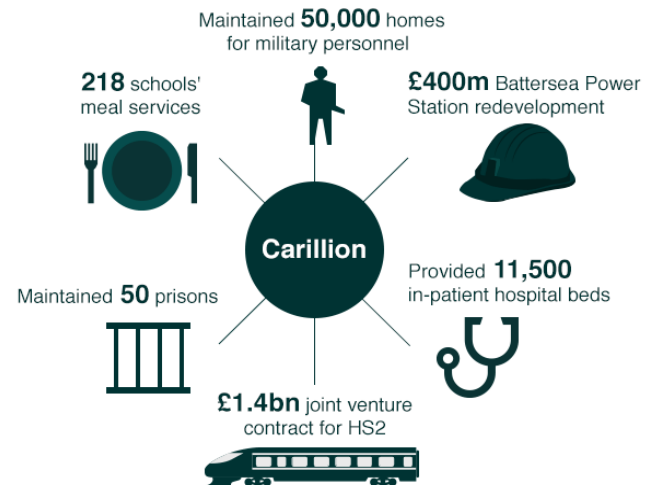 Maintained 50,000 homes
for military personnel
218 schools'
meal services
£400m Battersea Power
Station redevelopment
Carillion
Maintained 50 prisons
Provided 11,500
in-patient hospital beds
£1.4bn joint venture
contract for HS2